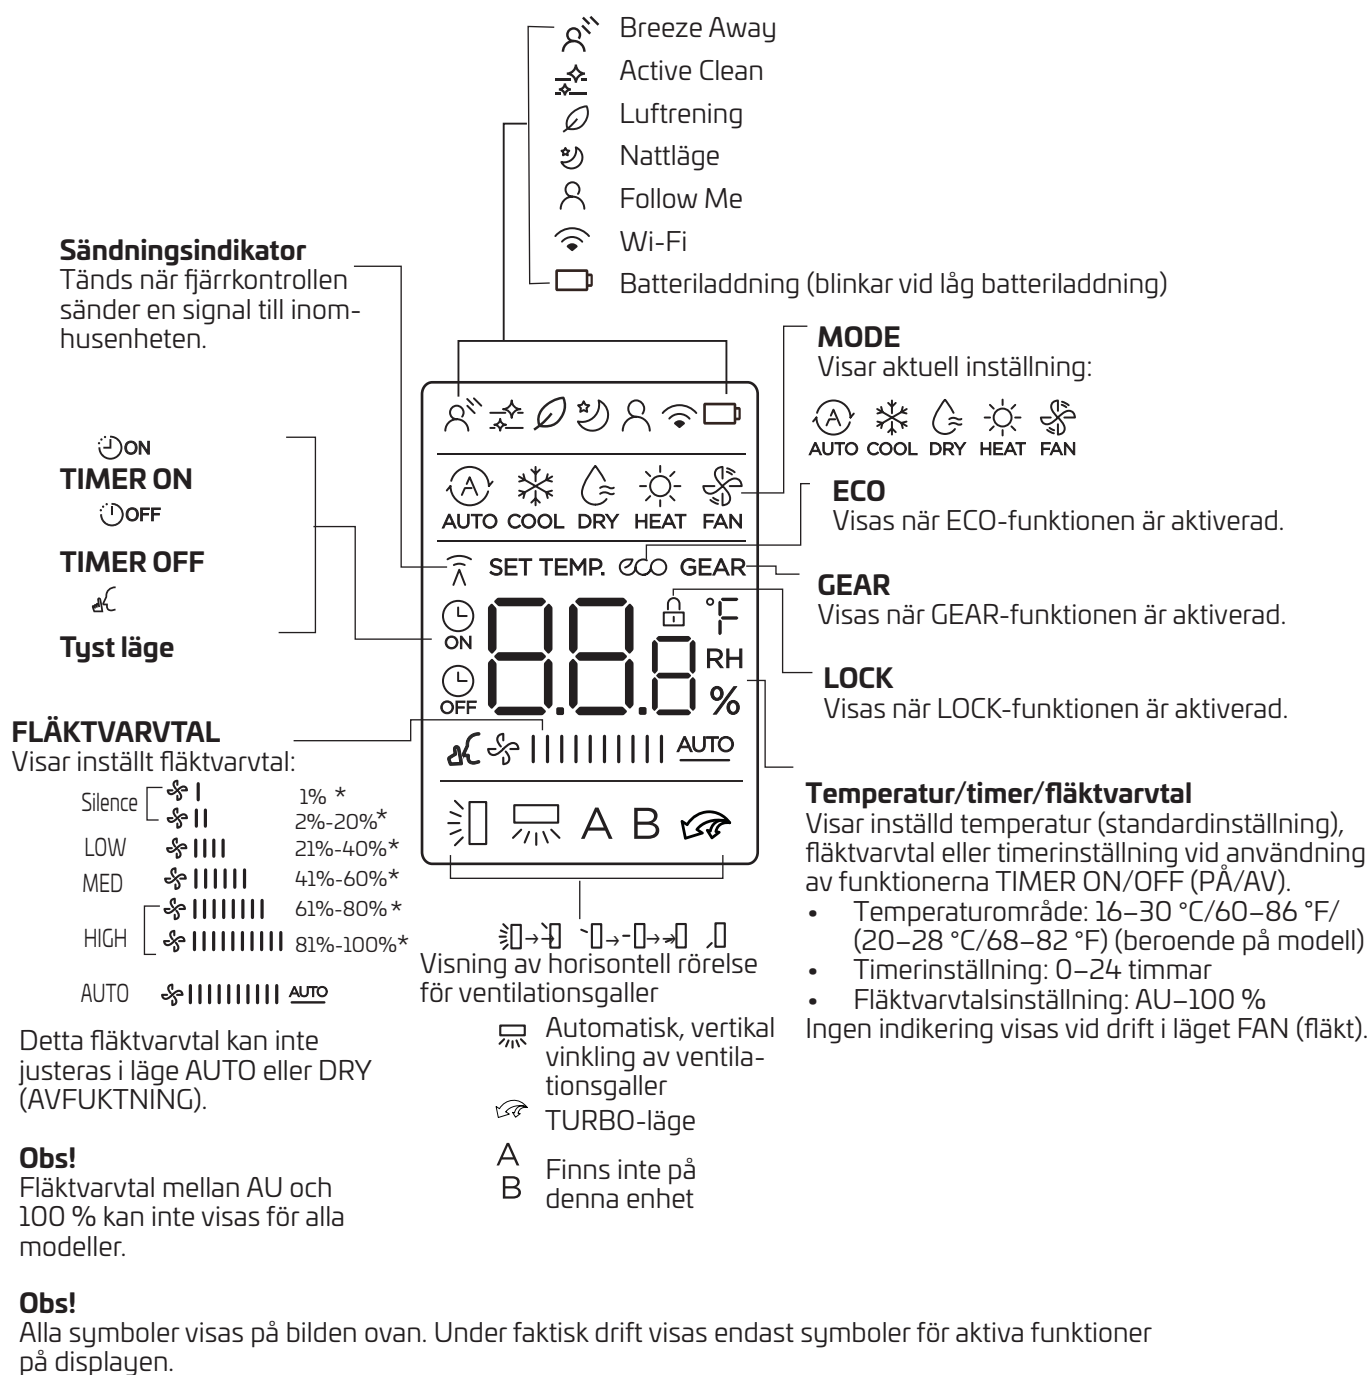 Breeze Away
Active Clean
Luftrening
Nattläge
Follow Me
Wi-Fi
Batteriladdning (blinkar vid låg batteriladdning)
Sändningsindikator
Tänds när fjärrkontrollen
sänder en signal till inom-
husenheten.
ON
TIMER ON
OFF
TIMER OFF
Tyst läge
FLÄKTVARVTAL
Visar inställt fläktvarvtal:
Silence 1% *
2%-20%*
LOW 21%-40%*
MED 41%-60%*
61%-80%*
HIGH 81%-100%*
AUTO AUTO
Detta fläktvarvtal kan inte
justeras i läge AUTO eller DRY
(AVFUKTNING).
Obs!
Fläktvarvtal mellan AU och
100 % kan inte visas för alla
modeller.
AUTO COOL DRY HEAT FAN
SET TEMP. eco GEAR
ON
OFF
88.8
°F
RH
%
AUTO
A B
Visning av horisontell rörelse
för ventilationsgaller
Automatisk, vertikal
vinkling av ventila-
tionsgaller
TURBO-läge
A
B
Finns inte på
denna enhet
MODE
Visar aktuell inställning:
AUTO COOL DRY HEAT FAN
ECO
Visas när ECO-funktionen är aktiverad.
GEAR
Visas när GEAR-funktionen är aktiverad.
LOCK
Visas när LOCK-funktionen är aktiverad.
Temperatur/timer/fläktvarvtal
Visar inställd temperatur (standardinställning),
fläktvarvtal eller timerinställning vid användning
av funktionerna TIMER ON/OFF (PÅ/AV).
• Temperaturområde: 16–30 °C/60–86 °F/
(20–28 °C/68–82 °F) (beroende på modell)
• Timerinställning: 0–24 timmar
• Fläktvarvtalsinställning: AU–100 %
Ingen indikering visas vid drift i läget FAN (fläkt).
Obs!
Alla symboler visas på bilden ovan. Under faktisk drift visas endast symboler för aktiva funktioner
på displayen.